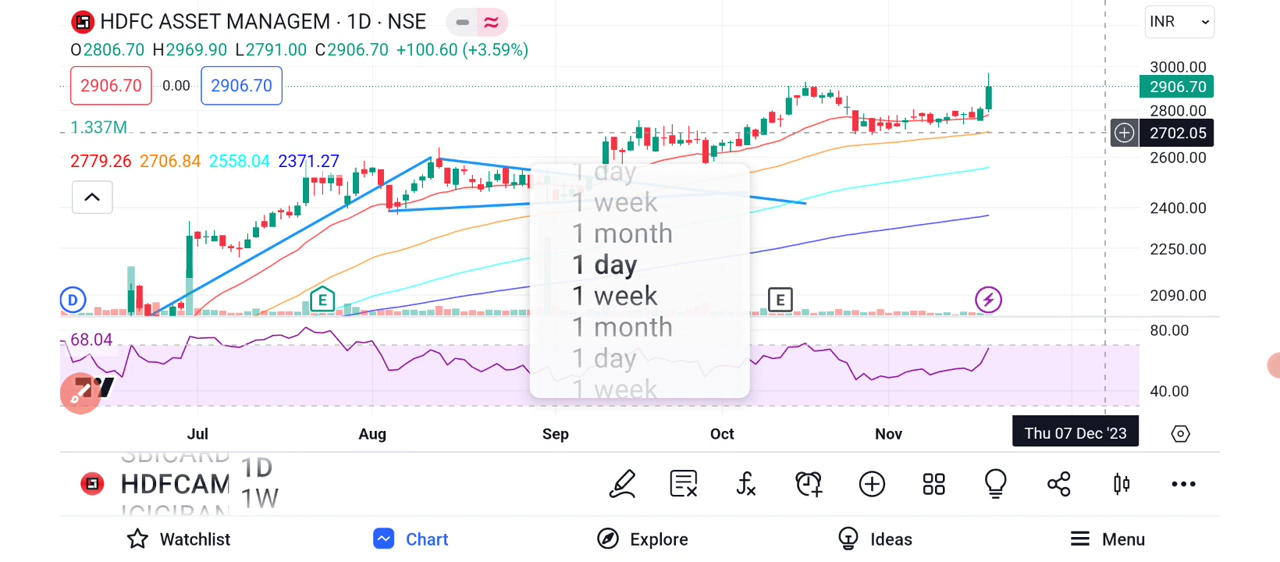 HDFC ASSET MANAGEM · 1D · NSE
INR
O2806.70 H2969.90 L2791.00 C2906.70 +100.60 (+3.59%)
2906.70 0.00 2906.70
3000.00
2906.70
2800.00
1.337M
2702.05
2779.26 2706.84 2558.04 2371.27
2600.00
1 day
1 week
2400.00
1 month
2250.00
1 day
1 week
D
E
E
2090.00
1 month
80.00
68.04
1 day
1 week
40.00
Jul
Aug
Sep
Oct
Nov
Thu 07 Dec '23
SBICARD
1D
HDFCAM
1W
ICICIBAN
Watchlist
Chart
Explore
Ideas
Menu